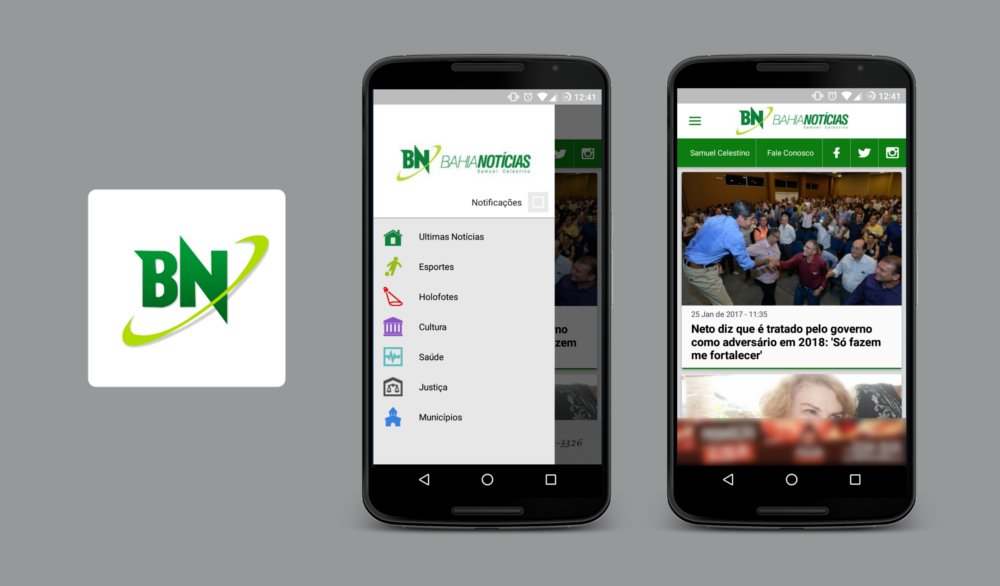 BN
12:41
BN BAHIANOTÍCIAS
Samuel Celestino
Notificações
Ultimas Notícias
Esportes
Holofotes
Cultura
Saúde
Justiça
Municípios
no
zem
-3326
12:41
BN BAHIANOTÍCIAS
Samuel Celestino
Samuel Celestino
Fale Conosco
25 Jan de 2017 - 11:35
Neto diz que é tratado pelo governo
como adversário em 2018: 'Só fazem
me fortalecer'